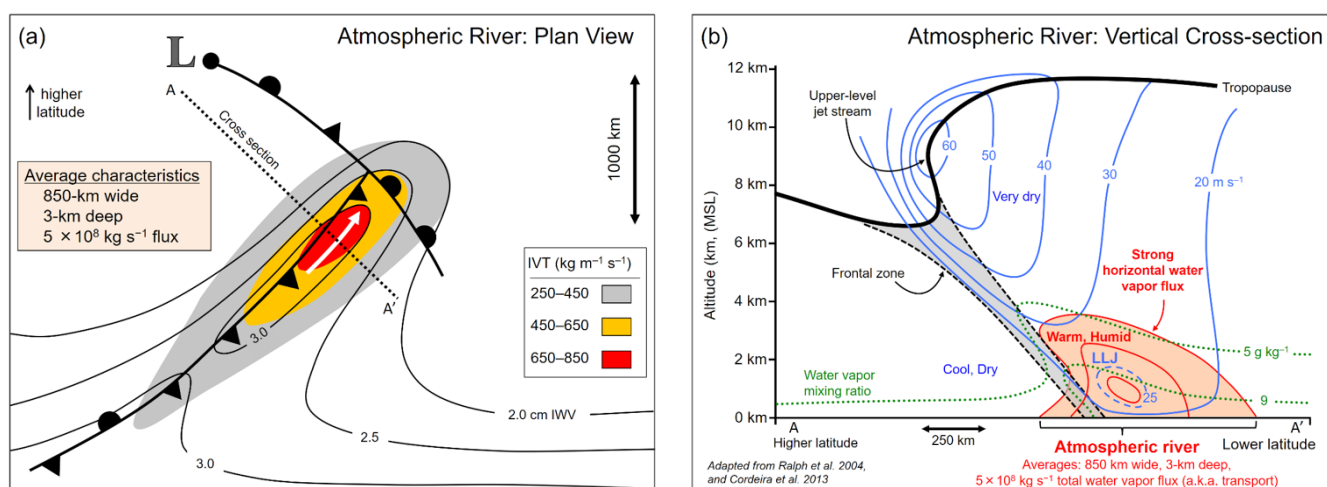 (a)
Atmospheric River: Plan View
L
higher
latitude
A
Cross section
A′
1000 km
Average characteristics
850-km wide
3-km deep
5 × 10⁸ kg s⁻¹ flux
IVT (kg m⁻¹ s⁻¹)
250–450
450–650
650–850
3.0
2.0 cm IWV
2.5
3.0
(b)
Atmospheric River: Vertical Cross-section
12 km
10 km
8 km
6 km
4 km
2 km
0 km
Altitude (km, (MSL)
Upper-level
jet stream
Tropopause
60
50
40
30
20 m s⁻¹
Very dry
Frontal zone
Strong
horizontal water
vapor flux
Warm, Humid
LLJ
25
5 g kg⁻¹
9
Cool, Dry
Water vapor
mixing ratio
A
Higher latitude
250 km
A′
Lower latitude
Atmospheric river
Averages: 850 km wide, 3-km deep,
5 × 10⁸ kg s⁻¹ total water vapor flux (a.k.a. transport)
Adapted from Ralph et al. 2004,
and Cordeira et al. 2013